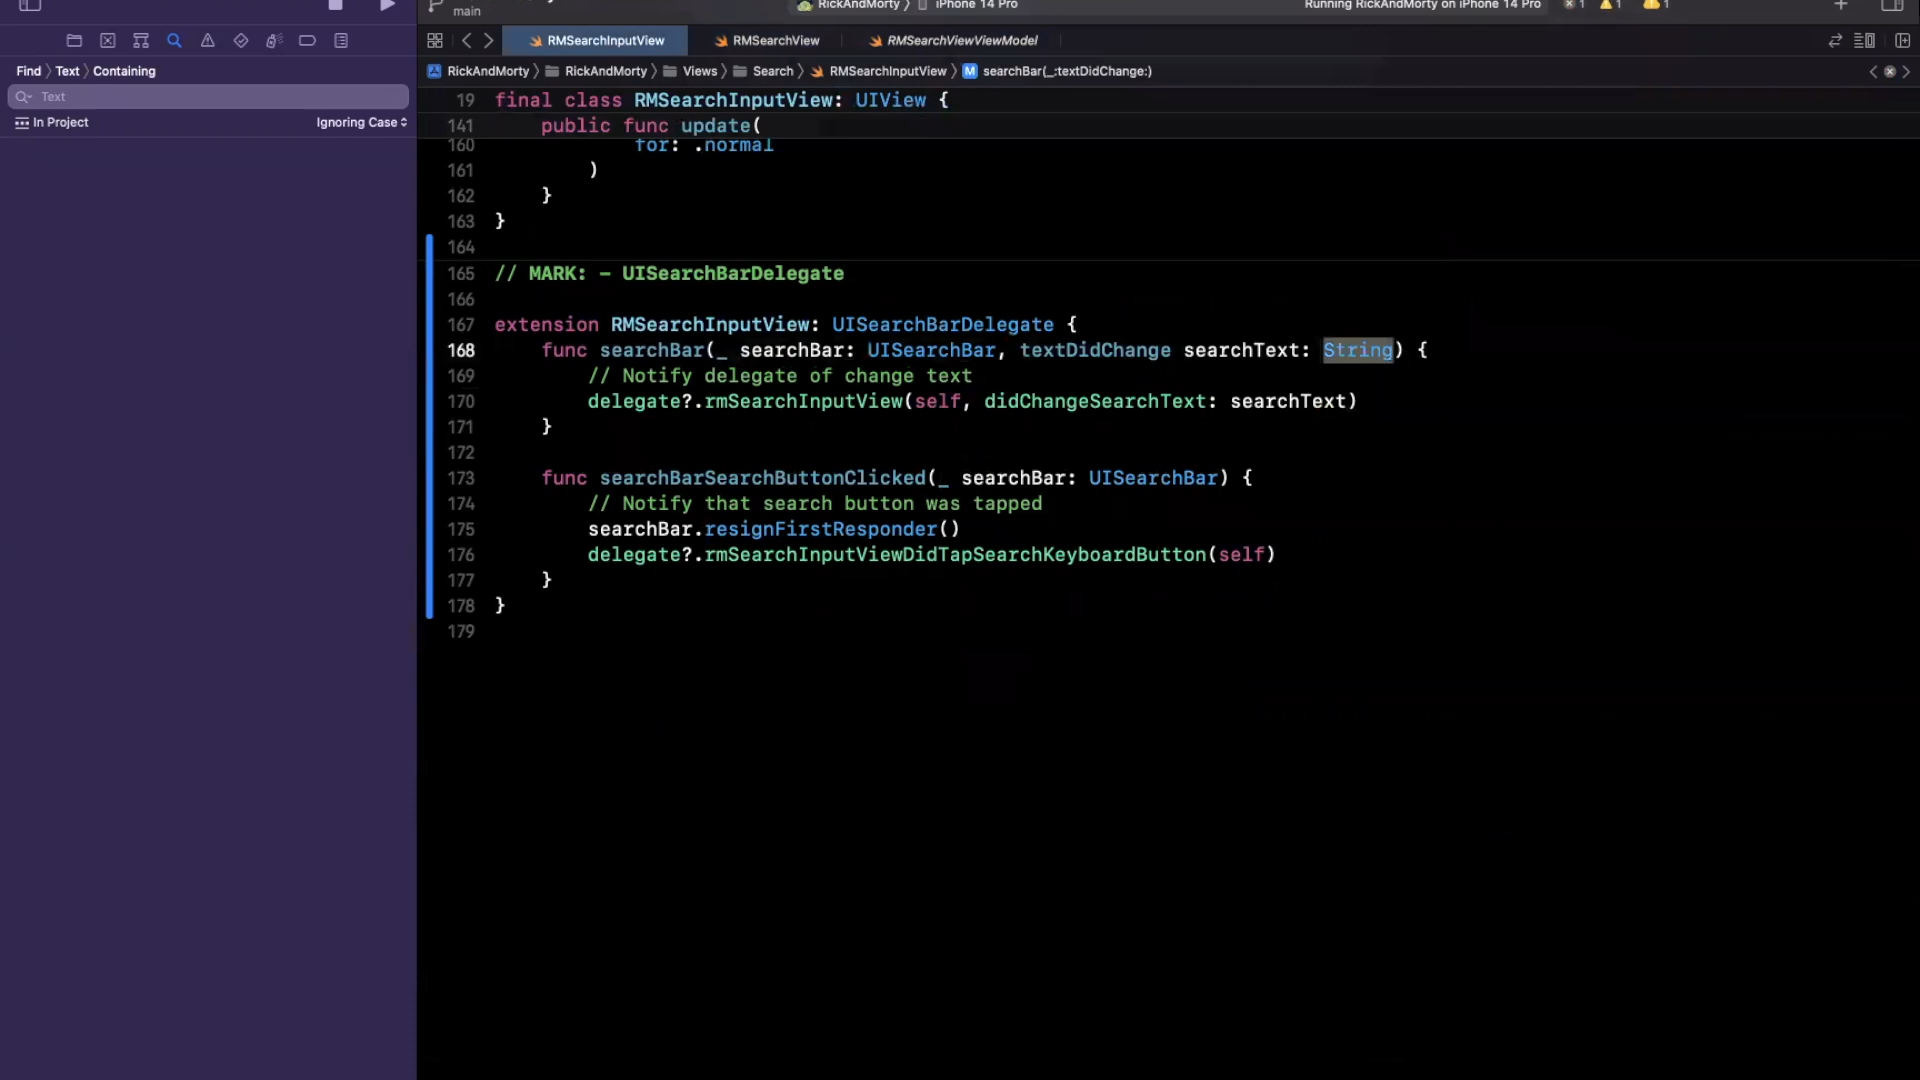 main
RickAndMorty 〉 iPhone 14 Pro
Running RickAndMorty on iPhone 14 Pro
1
1
1
RMSearchInputView
RMSearchView
RMSearchViewViewModel
Find 〉 Text 〉 Containing
RickAndMorty 〉 RickAndMorty 〉 Views 〉 Search 〉 RMSearchInputView 〉 M searchBar(_:textDidChange:)
Text
In Project
Ignoring Case
19 final class RMSearchInputView: UIView {
141 public func update(
160 for: .normal
161 )
162 }
163 }
164
165 // MARK: - UISearchBarDelegate
166
167 extension RMSearchInputView: UISearchBarDelegate {
168 func searchBar(_ searchBar: UISearchBar, textDidChange searchText: String) {
169 // Notify delegate of change text
170 delegate?.rmSearchInputView(self, didChangeSearchText: searchText)
171 }
172
173 func searchBarSearchButtonClicked(_ searchBar: UISearchBar) {
174 // Notify that search button was tapped
175 searchBar.resignFirstResponder()
176 delegate?.rmSearchInputViewDidTapSearchKeyboardButton(self)
177 }
178 }
179